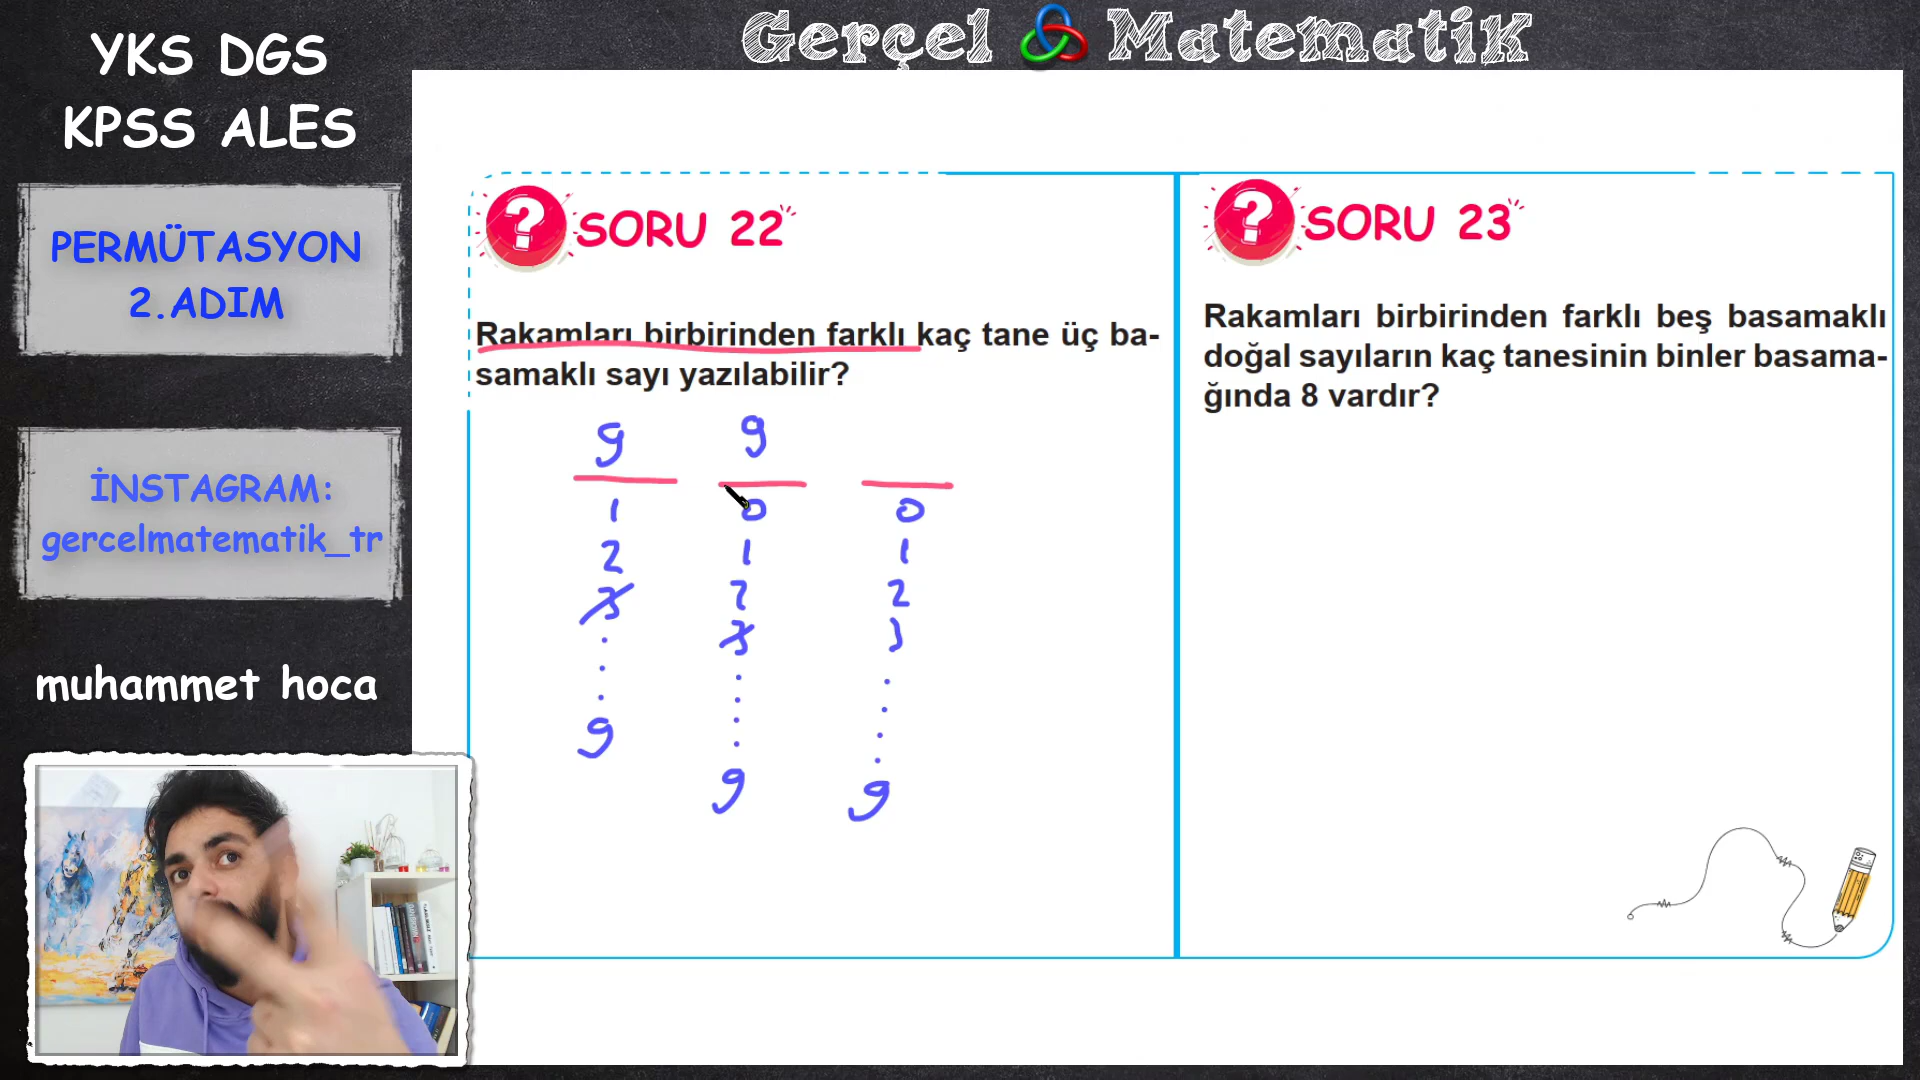 Gerçel Matematik
YKS DGS
KPSS ALES
PERMÜTASYON
2.ADIM
İNSTAGRAM:
gercelmatematik_tr
muhammet hoca
? SORU 22
Rakamları birbirinden farklı kaç tane üç ba-
samaklı sayı yazılabilir?
9 9
1 0 0
2 1 1
3 2 2
. 3 3
. . .
. . .
9 . .
. .
9 9
? SORU 23
Rakamları birbirinden farklı beş basamaklı
doğal sayıların kaç tanesinin binler basama-
ğında 8 vardır?